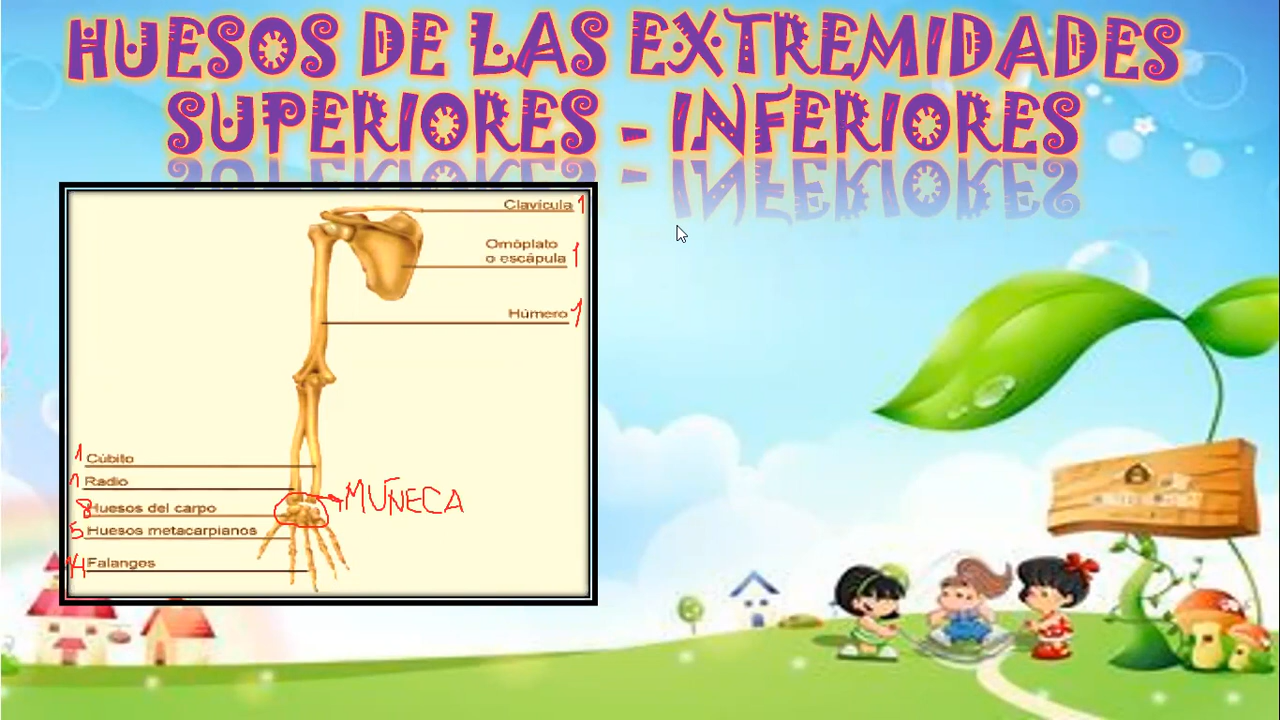 HUESOS DE LAS EXTREMIDADES
SUPERIORES - INFERIORES
Clavícula 1
Omóplato
o escápula 1
Húmero 1
1 Cúbito
1 Radio
8 Huesos del carpo
MUÑECA
5 Huesos metacarpianos
14 Falanges